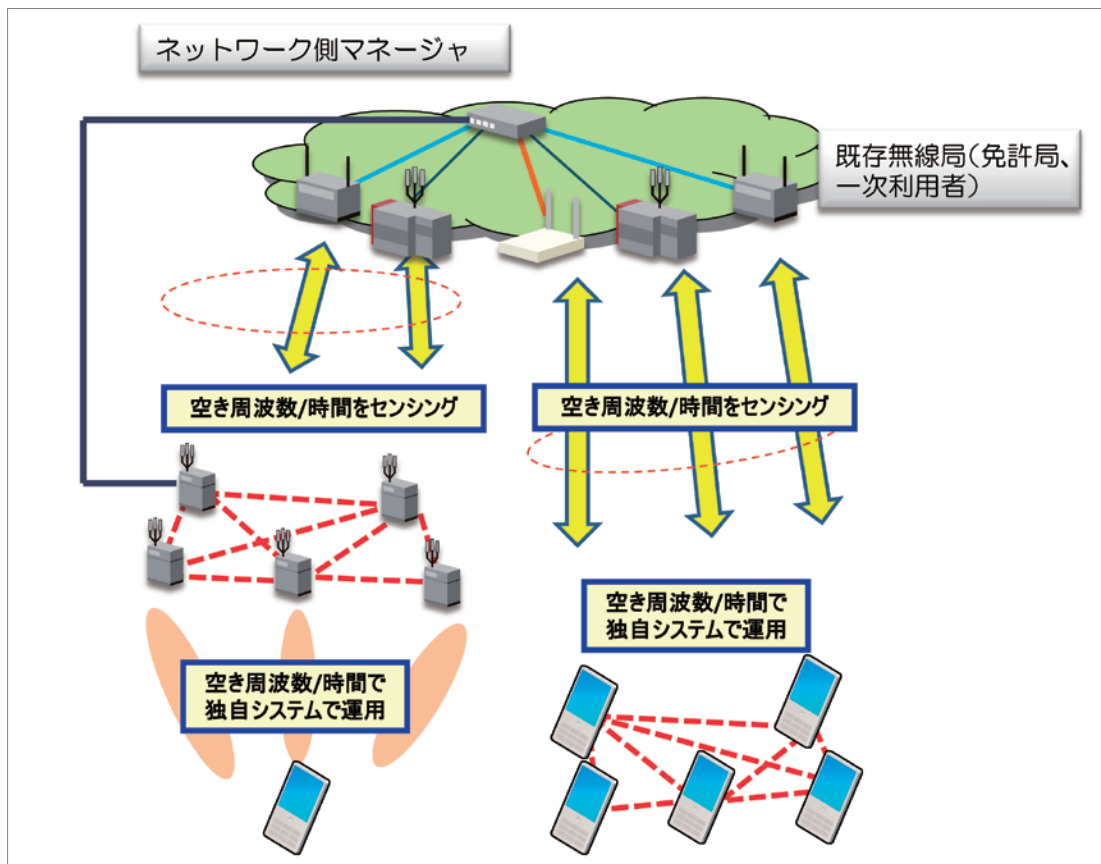 ネットワーク側マネージャ
既存無線局(免許局、
一次利用者)
空き周波数/時間をセンシング
空き周波数/時間をセンシング
空き周波数/時間で
独自システムで運用
空き周波数/時間で
独自システムで運用